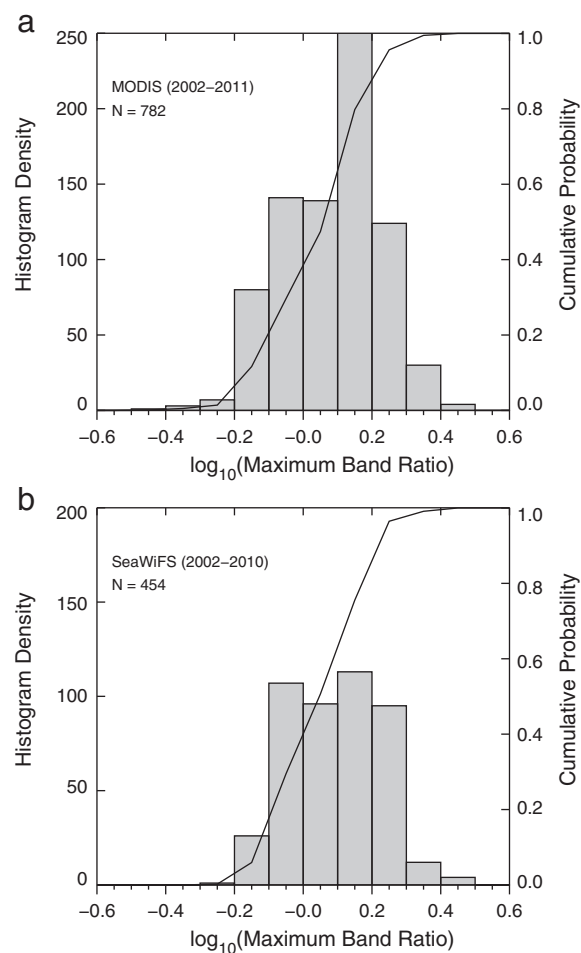 a
MODIS (2002–2011)
N = 782
Histogram Density
250
200
150
100
50
0
Cumulative Probability
1.0
0.8
0.6
0.4
0.2
0.0
−0.6 −0.4 −0.2 −0.0 0.2 0.4 0.6
log10(Maximum Band Ratio)
b
SeaWiFS (2002–2010)
N = 454
Histogram Density
200
150
100
50
0
Cumulative Probability
1.0
0.8
0.6
0.4
0.2
0.0
−0.6 −0.4 −0.2 −0.0 0.2 0.4 0.6
log10(Maximum Band Ratio)